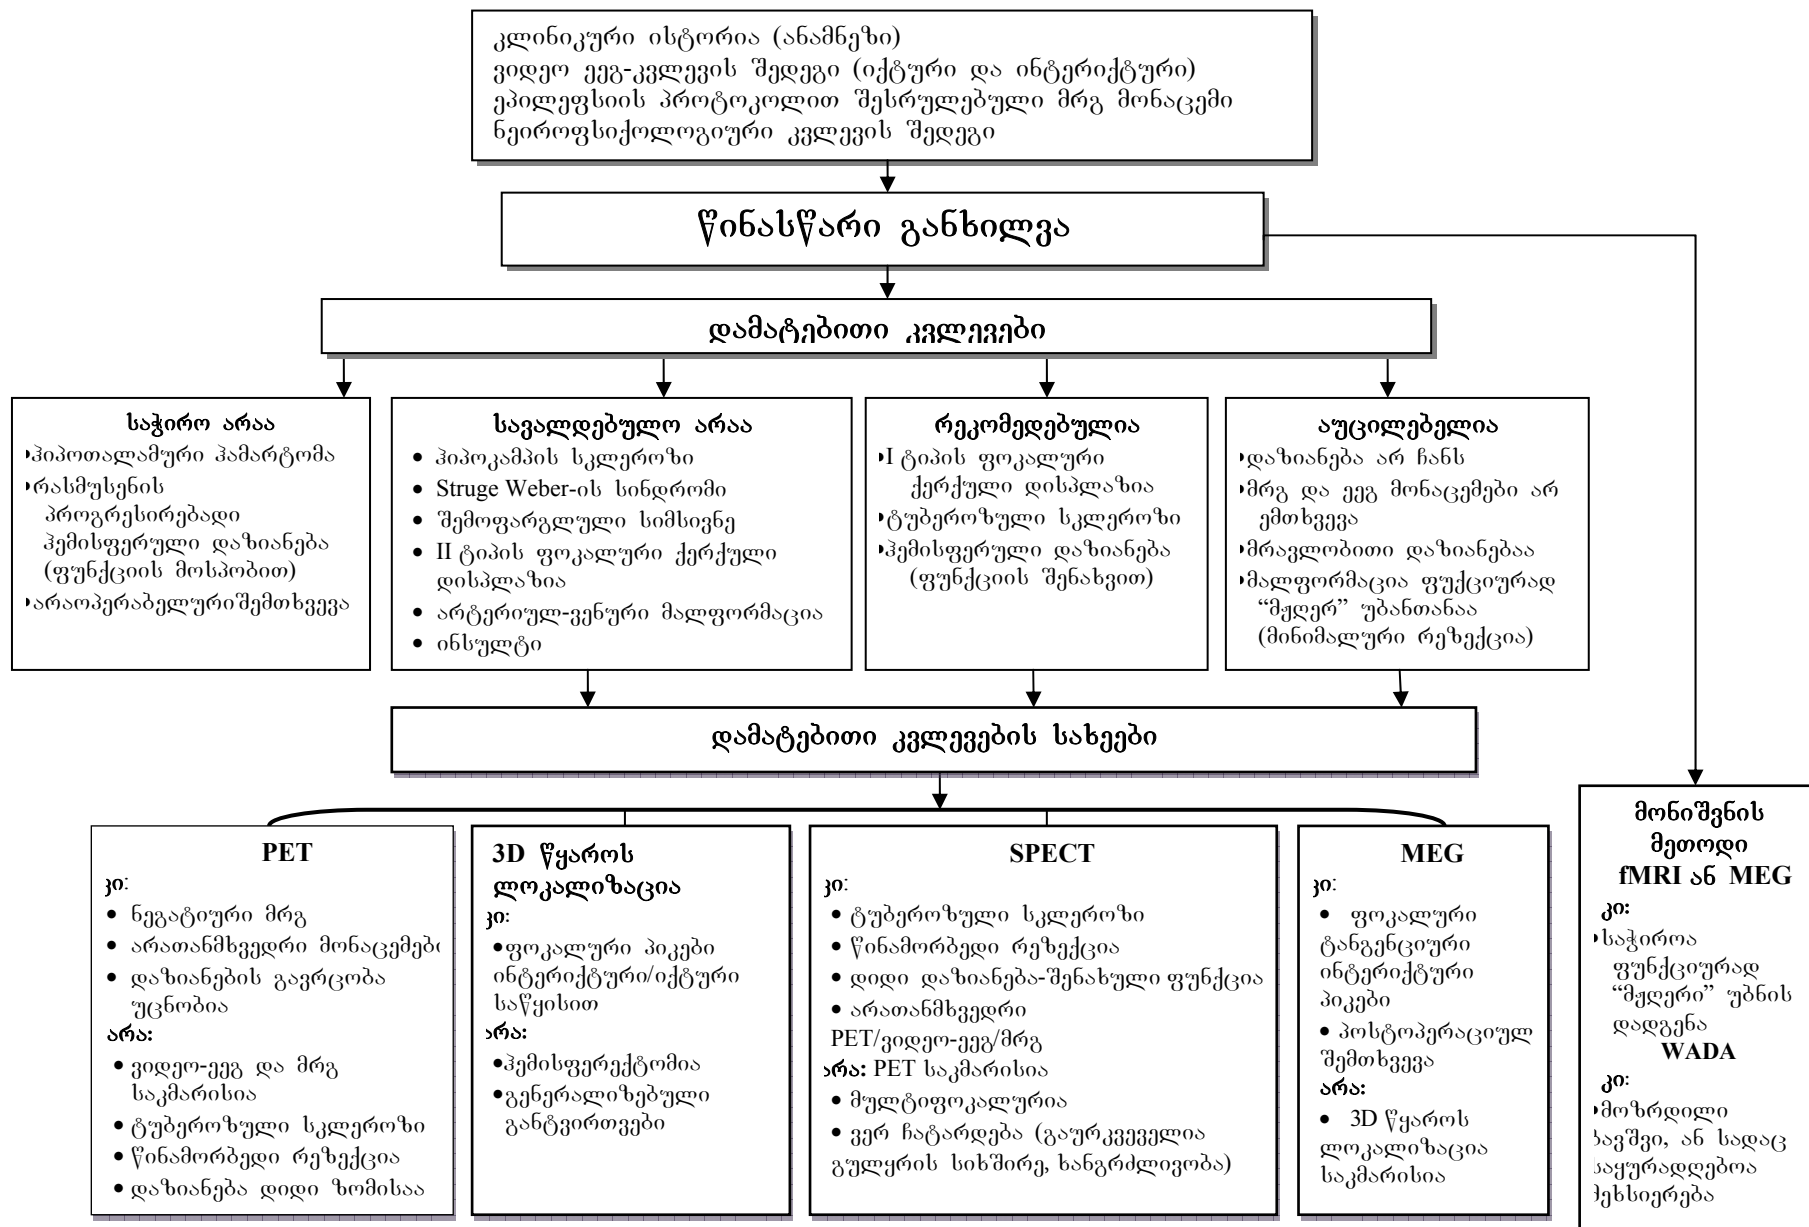 კლინიკური ისტორია (ანამნეზი)
ვიდეო ეეგ-კვლევის შედეგი (იქტური და ინტერიქტური)
ეპილეფსიის პროტოკოლით შესრულებული მრგ მონაცემი
ნეიროფსიქოლოგიური კვლევის შედეგი
წინასწარი განხილვა
დამატებითი კვლევები
საჭირო არაა
•ჰიპოთალამური ჰამარტომა
•რასმუსენის
პროგრესირებადი
ჰემისფერული დაზიანება
(ფუნქციის მოსპობით)
•არაოპერაბელური შემთხვევა
სავალდებულო არაა
• ჰიპოკამპის სკლეროზი
• Struge Weber-ის სინდრომი
• შემოფარგლული სიმსივნე
• II ტიპის ფოკალური ქერქული
დისპლაზია
• არტერიულ-ვენური მალფორმაცია
• ინსულტი
რეკომედებულია
•I ტიპის ფოკალური
ქერქული დისპლაზია
•ტუბეროზული სკლეროზი
•ჰემისფერული დაზიანება
(ფუნქციის შენახვით)
აუცილებელია
•დაზიანება არ ჩანს
•მრგ და ეეგ მონაცემები არ
ემთხვევა
•მრავლობითი დაზიანებაა
•მალფორმაცია ფუქციურად
“მჟღერ” უბანთანაა
(მინიმალური რეზექცია)
დამატებითი კვლევების სახეები
PET
კი:
• ნეგატიური მრგ
• არათანმხვედრი მონაცემები
• დაზიანების გავრცობა
უცნობია
არა:
• ვიდეო-ეეგ და მრგ
საკმარისია
• ტუბეროზული სკლეროზი
• წინამორბედი რეზექცია
• დაზიანება დიდი ზომისაა
3D წყაროს
ლოკალიზაცია
კი:
•ფოკალური პიკები
ინტერიქტური/იქტური
საწყისით
არა:
•ჰემისფერექტომია
•გენერალიზებული
განტვირთვები
SPECT
კი:
• ტუბეროზული სკლეროზი
• წინამორბედი რეზექცია
• დიდი დაზიანება-შენახული ფუნქცია
• არათანმხვედრი
PET/ვიდეო-ეეგ/მრგ
არა: PET საკმარისია
• მულტიფოკალურია
• ვერ ჩატარდება (გაურკვეველია
გულყრის სიხშირე, ხანგრძლივობა)
MEG
კი:
• ფოკალური
ტანგენციური
ინტერიქტური
პიკები
• პოსტოპერაციულ
შემთხვევა
არა:
• 3D წყაროს
ლოკალიზაცია
საკმარისია
მონიშვნის
მეთოდი
fMRI ან MEG
კი:
•საჭიროა
ფუნქციურად
“მჟღერი” უბნის
დადგენა
WADA
კი:
•მოზრდილი
ბავშვი, ან სადაც
საყურადღებოა
მეხსიერება